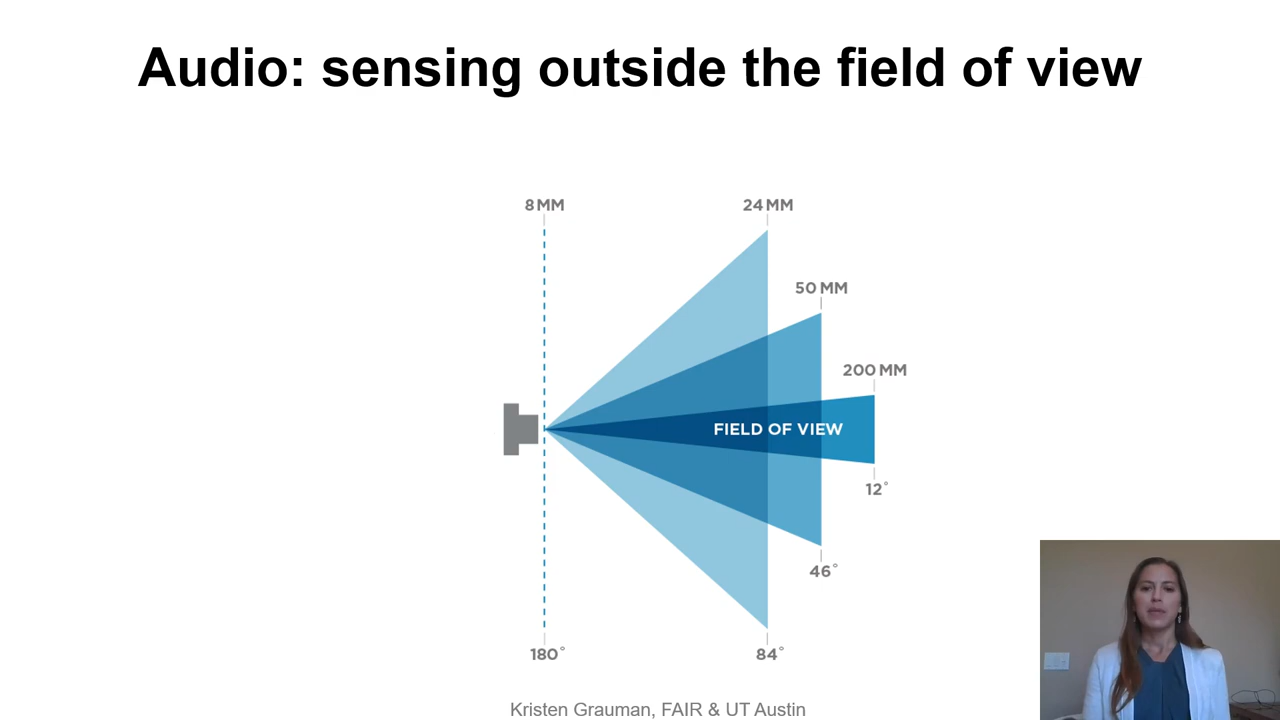 Audio: sensing outside the field of view
8 MM
24 MM
50 MM
200 MM
FIELD OF VIEW
12°
46°
180°
84°
Kristen Grauman, FAIR & UT Austin